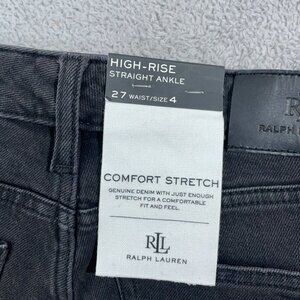 HIGH-RISE
STRAIGHT ANKLE
27 WAIST/SIZE 4
COMFORT STRETCH
GENUINE DENIM WITH JUST ENOUGH
STRETCH FOR A COMFORTABLE
FIT AND FEEL.
RLL
RALPH LAUREN
RALPH